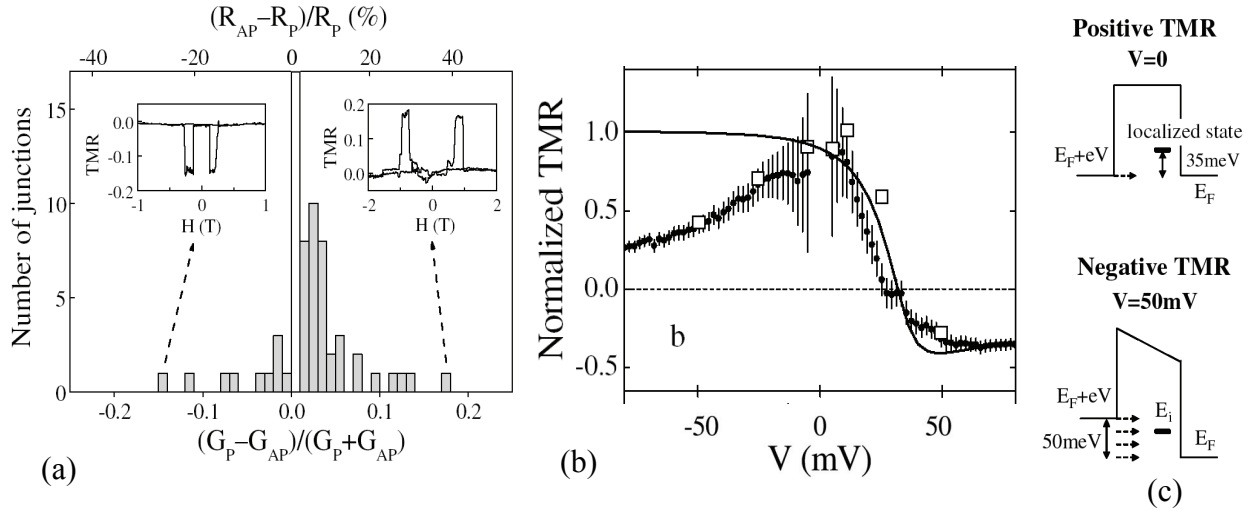 (R_AP–R_P)/R_P (%)
-40 -20 0 20 40
Number of junctions
15
10
5
0
TMR
0.0
-0.1
-0.2
-1 0 1
H (T)
TMR
0.2
0.1
0.0
-2 0 2
H (T)
-0.2 -0.1 0.0 0.1 0.2
(G_P–G_AP)/(G_P+G_AP)
(a)
Normalized TMR
1.0
0.5
0.0
-0.5
b
-50 0 50
V (mV)
(b)
Positive TMR
V=0
localized state
E_F+eV
35meV
E_F
Negative TMR
V=50mV
E_F+eV
E_i
50meV
E_F
(c)